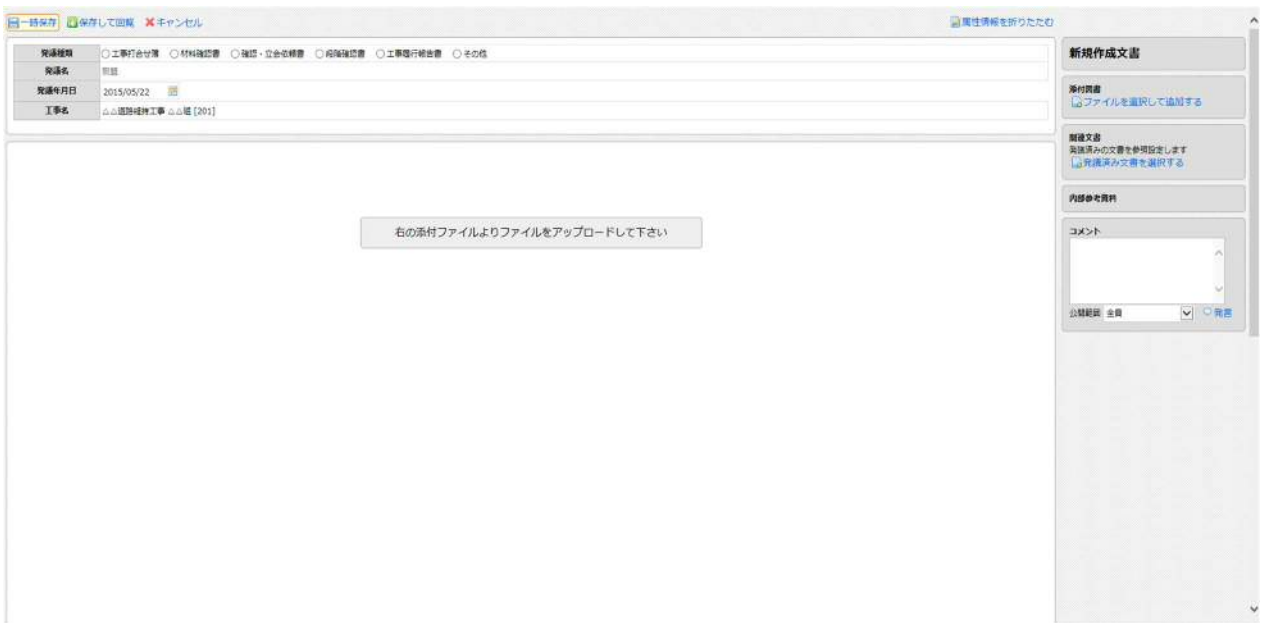 一時保存 保存して回覧 キャンセル 属性情報を折りたたむ
発議種類 工事打合せ簿 材料確認書 確認・立会依頼書 段階確認書 工事履行報告書 その他
発議名 無題
発議年月日 2015/05/22
工事名 △△道路維持工事 △△組 [201]
右の添付ファイルよりファイルをアップロードして下さい
新規作成文書
添付図書
ファイルを選択して追加する
関連文書
発議済みの文書を参照設定します
発議済み文書を選択する
内部参考資料
コメント
公開範囲 全員 発言